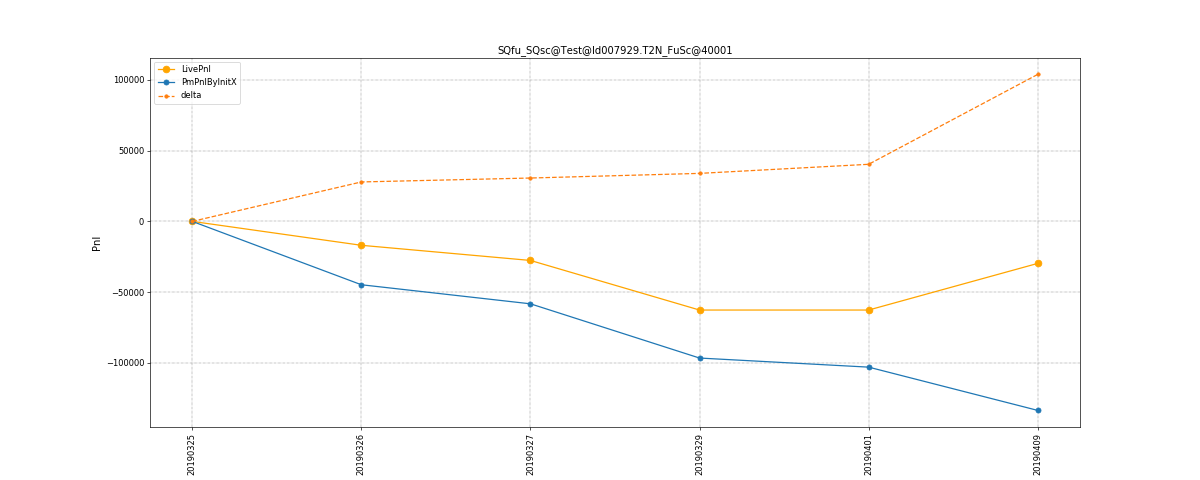 SQfu_SQsc@Test@Id007929.T2N_FuSc@40001
LivePnl
PmPnlByInitX
delta
100000
50000
0
−50000
−100000
Pnl
20190325
20190326
20190327
20190329
20190401
20190409